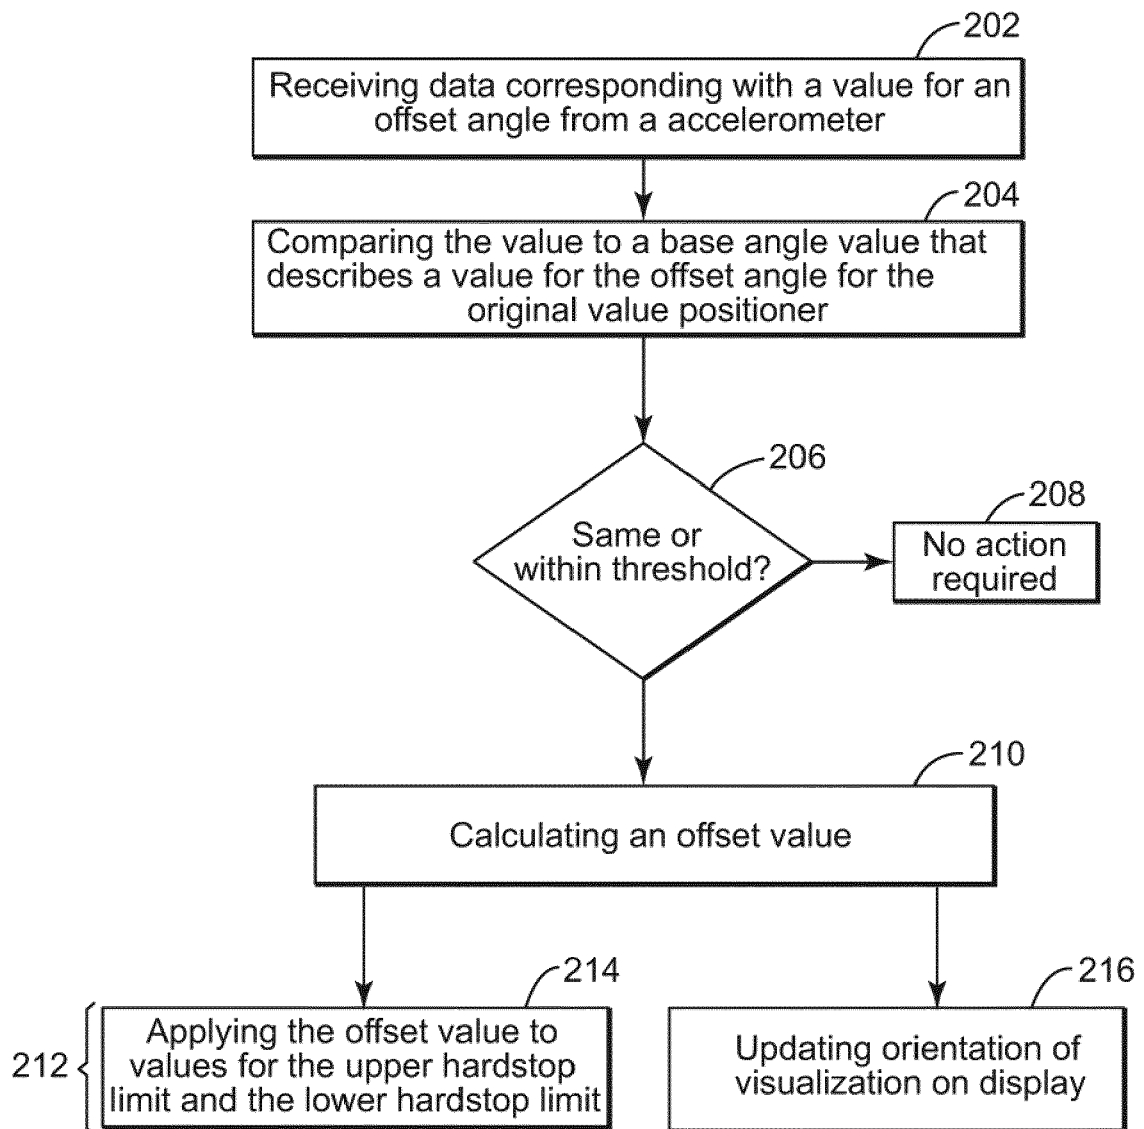 202
Receiving data corresponding with a value for an
offset angle from a accelerometer
204
Comparing the value to a base angle value that
describes a value for the offset angle for the
original value positioner
206
Same or
within threshold?
208
No action
required
210
Calculating an offset value
214
216
212
Applying the offset value to
values for the upper hardstop
limit and the lower hardstop limit
Updating orientation of
visualization on display